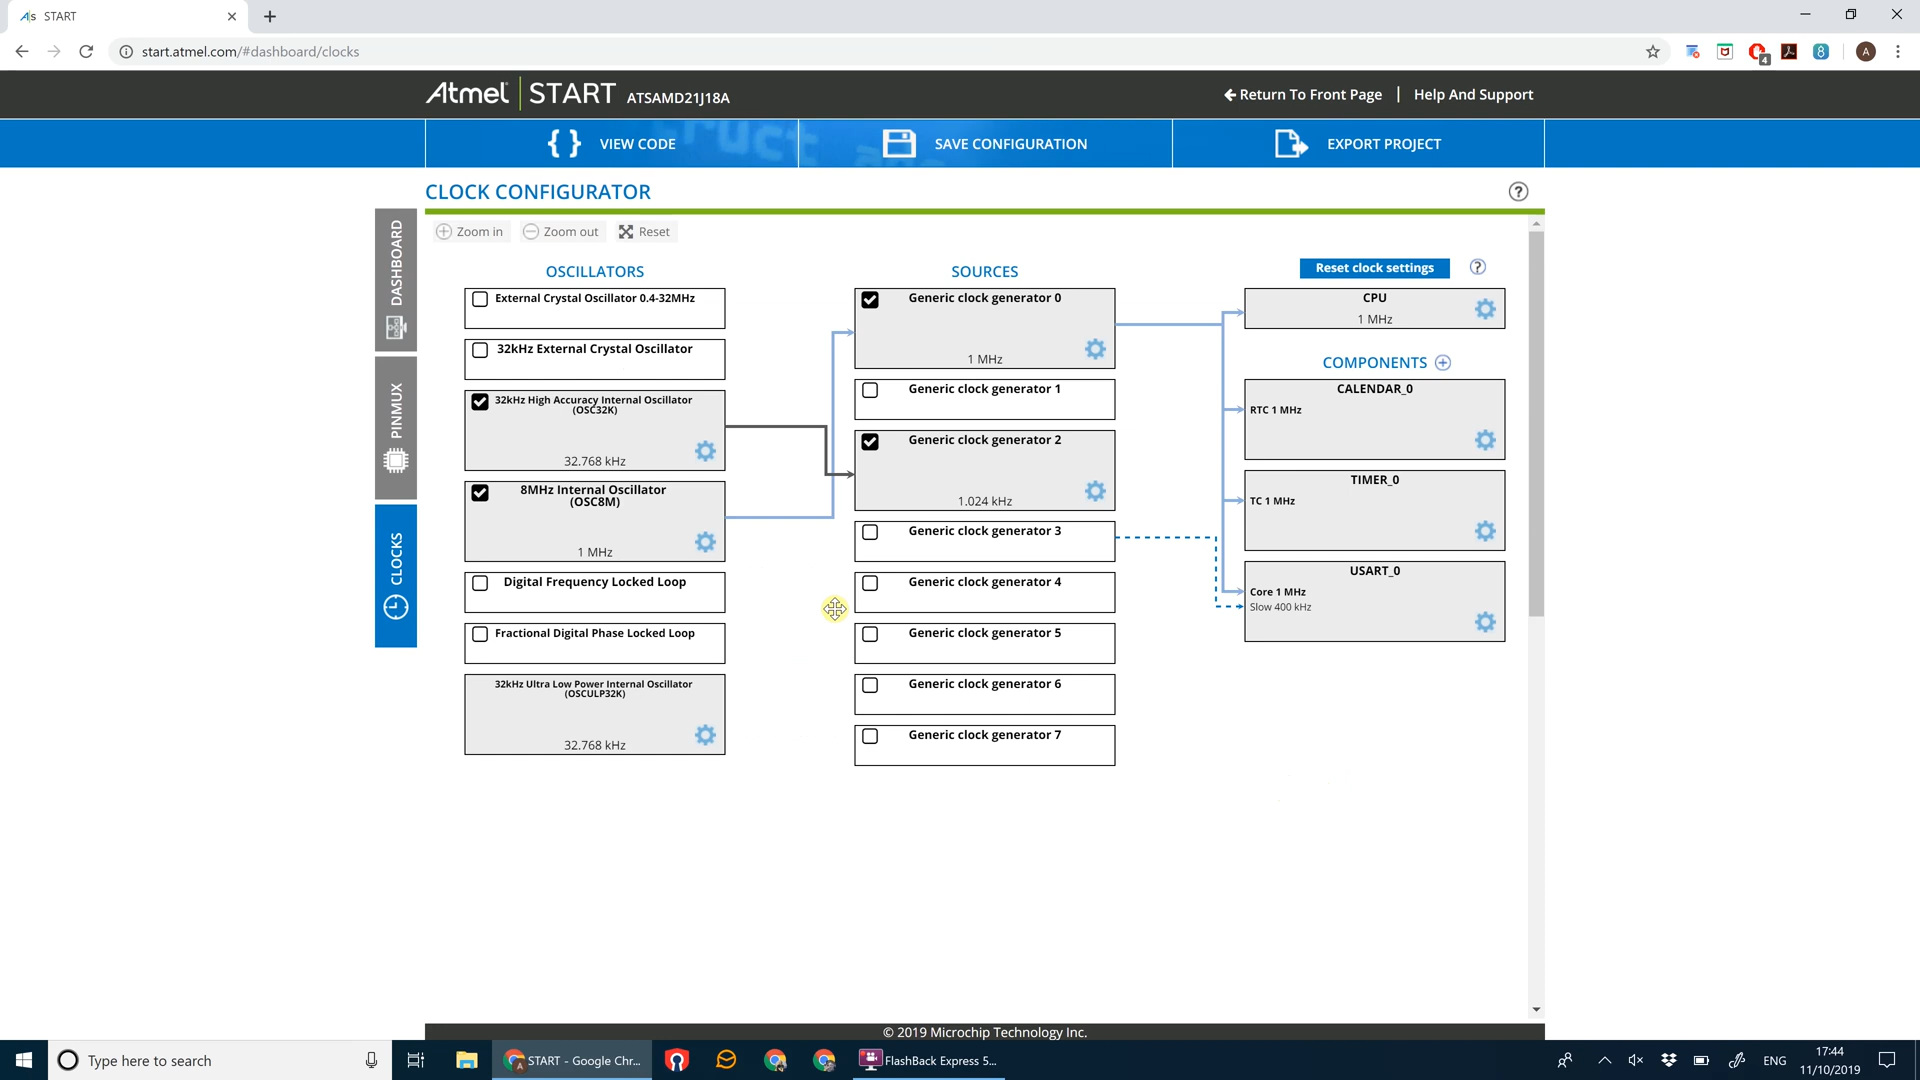 START
start.atmel.com/#dashboard/clocks
4
A
Atmel START ATSAMD21J18A
Return To Front Page | Help And Support
{ } VIEW CODE
SAVE CONFIGURATION
EXPORT PROJECT
CLOCK CONFIGURATOR
?
DASHBOARD
PINMUX
CLOCKS
Zoom in
Zoom out
Reset
OSCILLATORS
External Crystal Oscillator 0.4-32MHz
32kHz External Crystal Oscillator
32kHz High Accuracy Internal Oscillator
(OSC32K)
32.768 kHz
8MHz Internal Oscillator
(OSC8M)
1 MHz
Digital Frequency Locked Loop
Fractional Digital Phase Locked Loop
32kHz Ultra Low Power Internal Oscillator
(OSCULP32K)
32.768 kHz
SOURCES
Generic clock generator 0
1 MHz
Generic clock generator 1
Generic clock generator 2
1.024 kHz
Generic clock generator 3
Generic clock generator 4
Generic clock generator 5
Generic clock generator 6
Generic clock generator 7
Reset clock settings
?
CPU
1 MHz
COMPONENTS
CALENDAR_0
RTC 1 MHz
TIMER_0
TC 1 MHz
USART_0
Core 1 MHz
Slow 400 kHz
© 2019 Microchip Technology Inc.
Type here to search
START - Google Chr...
FlashBack Express 5...
ENG
17:44
11/10/2019